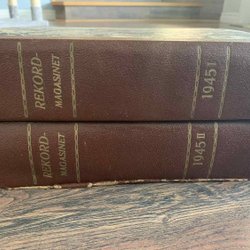 REKORD-
MAGASINET
1945 I
REKORD-
MAGASINET
1945 II